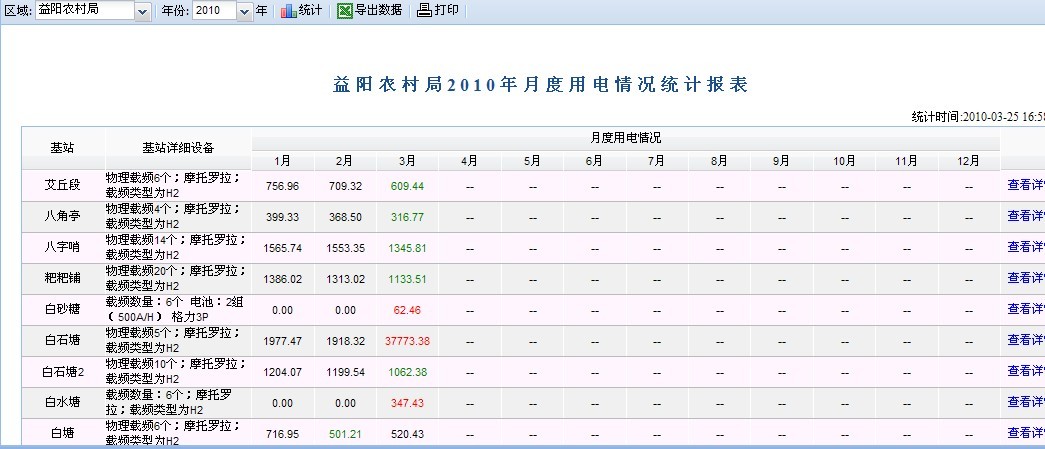 区域: 益阳农村局 年份: 2010 年 统计 导出数据 打印
益阳农村局2010年月度用电情况统计报表
统计时间:2010-03-25 16:58
基站 基站详细设备 月度用电情况
1月 2月 3月 4月 5月 6月 7月 8月 9月 10月 11月 12月
艾丘段 物理载频6个；摩托罗拉； 756.96 709.32 609.44 -- -- -- -- -- -- -- -- -- 查看详
载频类型为H2
八角亭 物理载频4个；摩托罗拉； 399.33 368.50 316.77 -- -- -- -- -- -- -- -- -- 查看详
载频类型为H2
八字哨 物理载频14个；摩托罗拉； 1565.74 1553.35 1345.81 -- -- -- -- -- -- -- -- -- 查看详
载频类型为H2
粑粑铺 物理载频20个；摩托罗拉； 1386.02 1313.02 1133.51 -- -- -- -- -- -- -- -- -- 查看详
载频类型为H2
白砂糖 载频数量：6个 电池：2组 0.00 0.00 62.46 -- -- -- -- -- -- -- -- -- 查看详
（500A/H） 格力3P
白石塘 物理载频5个；摩托罗拉； 1977.47 1918.32 37773.38 -- -- -- -- -- -- -- -- -- 查看详
载频类型为H2
白石塘2 物理载频10个；摩托罗拉； 1204.07 1199.54 1062.38 -- -- -- -- -- -- -- -- -- 查看详
载频类型为H2
白水塘 载频数量：6个；摩托罗 0.00 0.00 347.43 -- -- -- -- -- -- -- -- -- 查看详
拉；载频类型为H2
白塘 物理载频6个；摩托罗拉； 716.95 501.21 520.43 -- -- -- -- -- -- -- -- -- 查看详
载频类型为H2